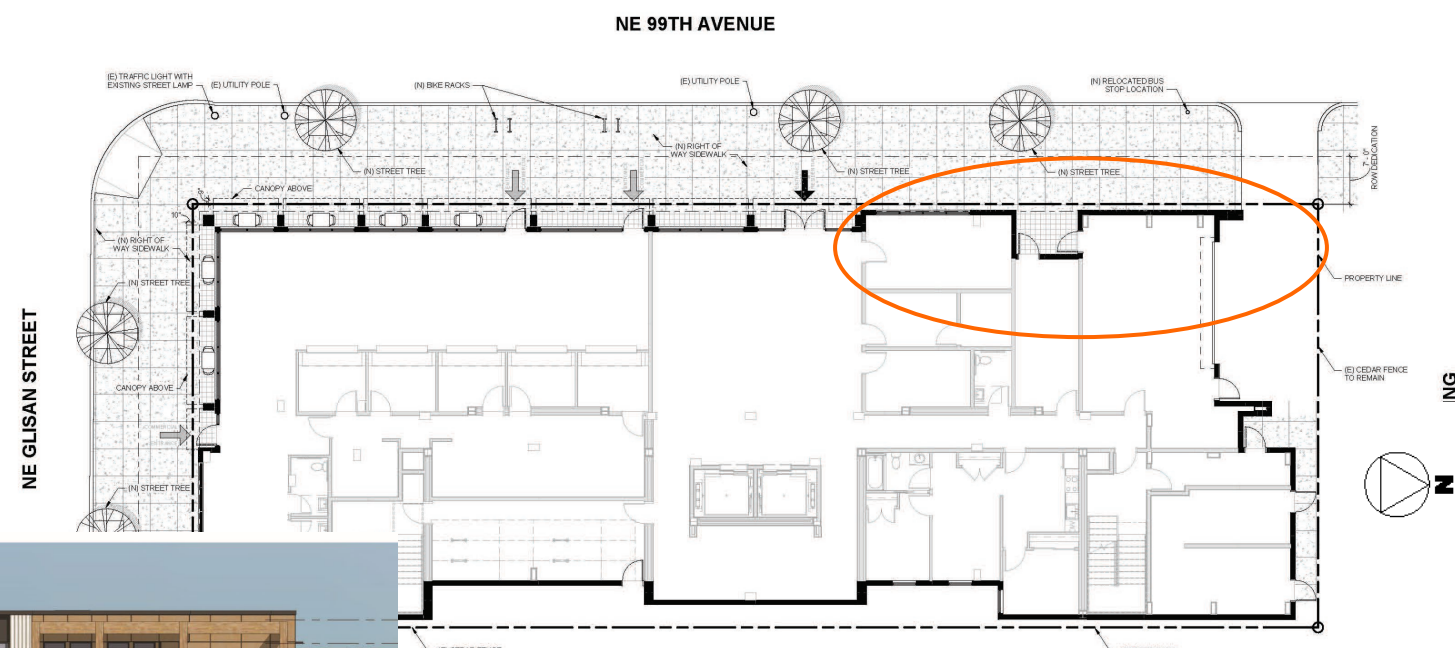 NE 99TH AVENUE
(E) TRAFFIC LIGHT WITH
EXISTING STREET LAMP
(E) UTILITY POLE
(N) BIKE RACKS
(E) UTILITY POLE
(N) RELOCATED BUS
STOP LOCATION
(N) RIGHT OF
WAY SIDEWALK
(N) STREET TREE
(N) STREET TREE
(N) STREET TREE
7' - 0"
ROW DEDICATION
CANOPY ABOVE
10"
(N) RIGHT OF
WAY SIDEWALK
(N) STREET TREE
PROPERTY LINE
NE GLISAN STREET
CANOPY ABOVE
(E) CEDAR FENCE
TO REMAIN
NG
(N) STREET TREE
N